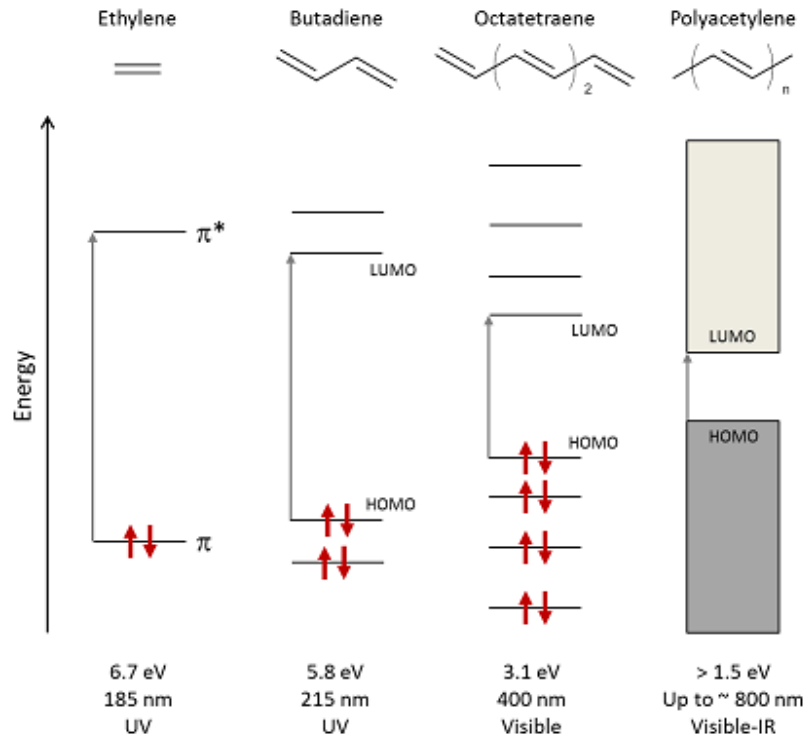 Ethylene
Butadiene
Octatetraene
Polyacetylene
2
n
Energy
π*
LUMO
LUMO
LUMO
HOMO
HOMO
HOMO
π
6.7 eV
185 nm
UV
5.8 eV
215 nm
UV
3.1 eV
400 nm
Visible
> 1.5 eV
Up to ~ 800 nm
Visible-IR